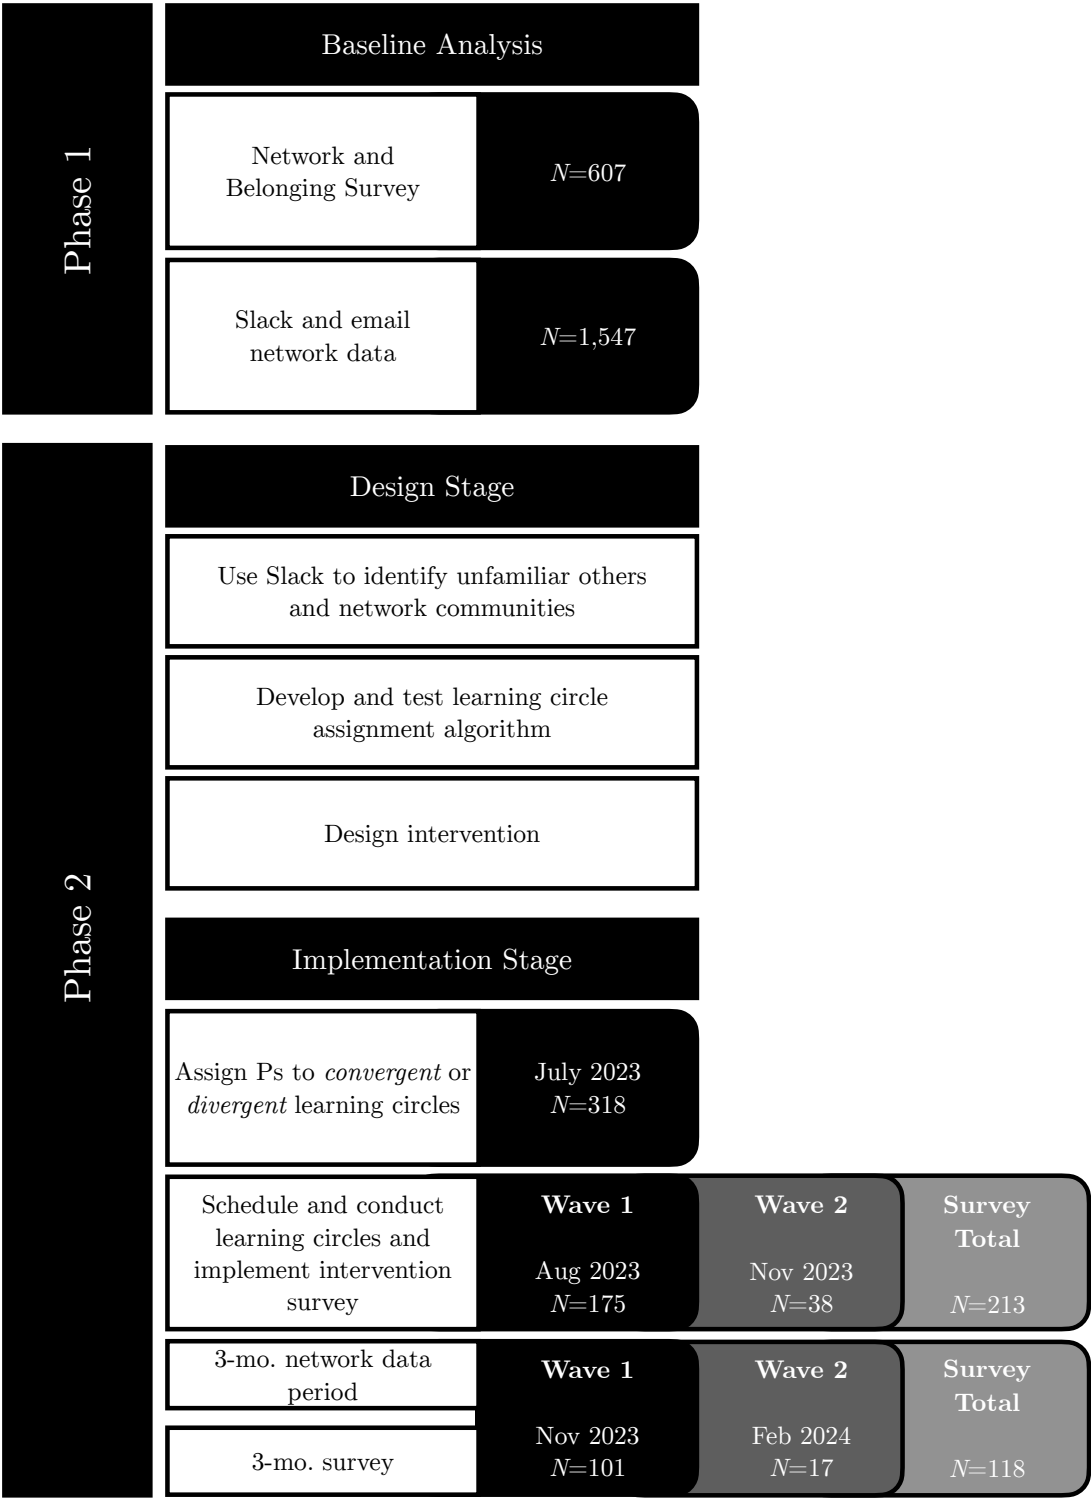 Phase 1
Baseline Analysis
Network and
Belonging Survey
N=607
Slack and email
network data
N=1,547
Phase 2
Design Stage
Use Slack to identify unfamiliar others
and network communities
Develop and test learning circle
assignment algorithm
Design intervention
Implementation Stage
Assign Ps to convergent or
divergent learning circles
July 2023
N=318
Schedule and conduct
learning circles and
implement intervention
survey
Wave 1
Aug 2023
N=175
Wave 2
Nov 2023
N=38
Survey
Total
N=213
3-mo. network data
period
3-mo. survey
Wave 1
Nov 2023
N=101
Wave 2
Feb 2024
N=17
Survey
Total
N=118